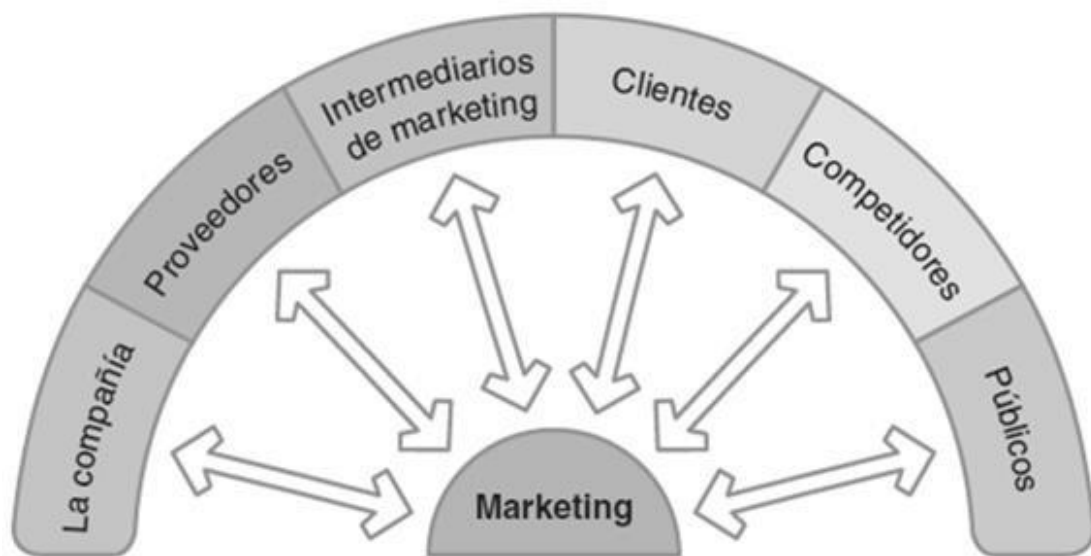 La compañía
Proveedores
Intermediarios
de marketing
Clientes
Competidores
Públicos
Marketing